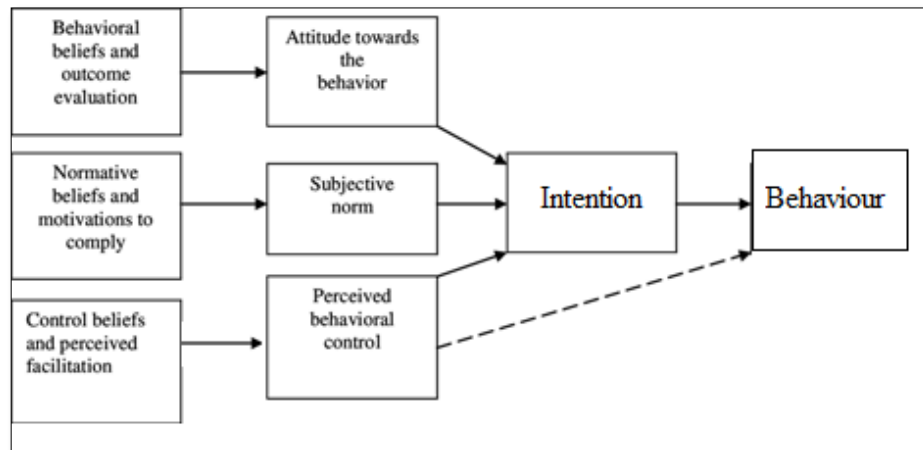 Behavioral
beliefs and
outcome
evaluation
Attitude towards
the
behavior
Normative
beliefs and
motivations to
comply
Subjective
norm
Intention
Behaviour
Control beliefs
and perceived
facilitation
Perceived
behavioral
control